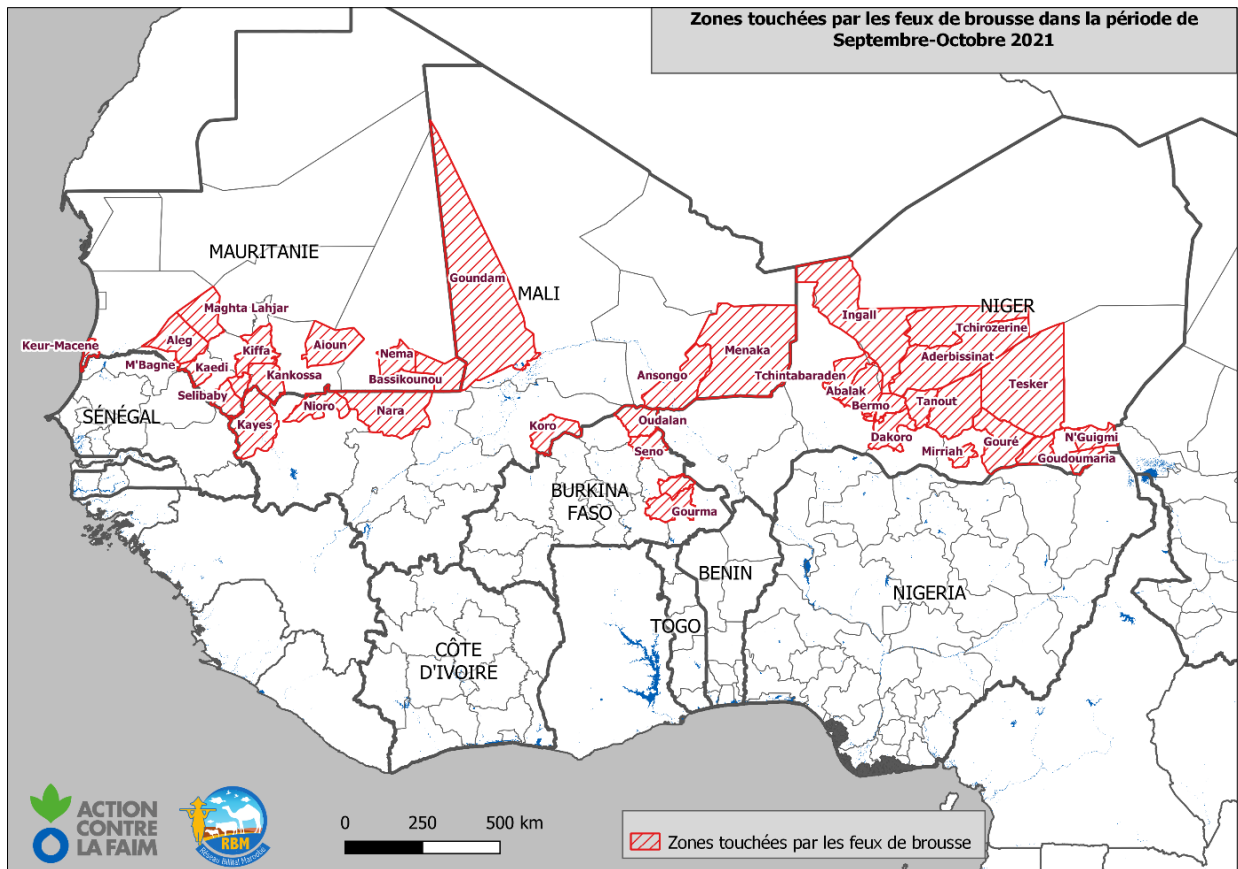 Zones touchées par les feux de brousse dans la période de
Septembre-Octobre 2021
MAURITANIE
Goundam
MALI
NIGER
Ingall
Maghta Lahjar
Tchirozerine
Keur-Macene
Aleg
Kiffa
Aioun
Nema
Menaka
Aderbissinat
M'Bagne
Kaedi
Kankossa
Bassikounou
Ansongo
Tchintabaraden
Tesker
Selibaby
Abalak
Bermo
Tanout
SÉNÉGAL
Nioro
Nara
Kayes
Koro
Oudalan
Seno
Dakoro
Mirriah
Gouré
N'Guigmi
Goudoumaria
BURKINA
FASO
Gourma
BENIN
NIGERIA
TOGO
CÔTE
D'IVOIRE
ACTION
CONTRE
LA FAIM
RBM
Réseau Billital Maroobé
0 250 500 km
Zones touchées par les feux de brousse